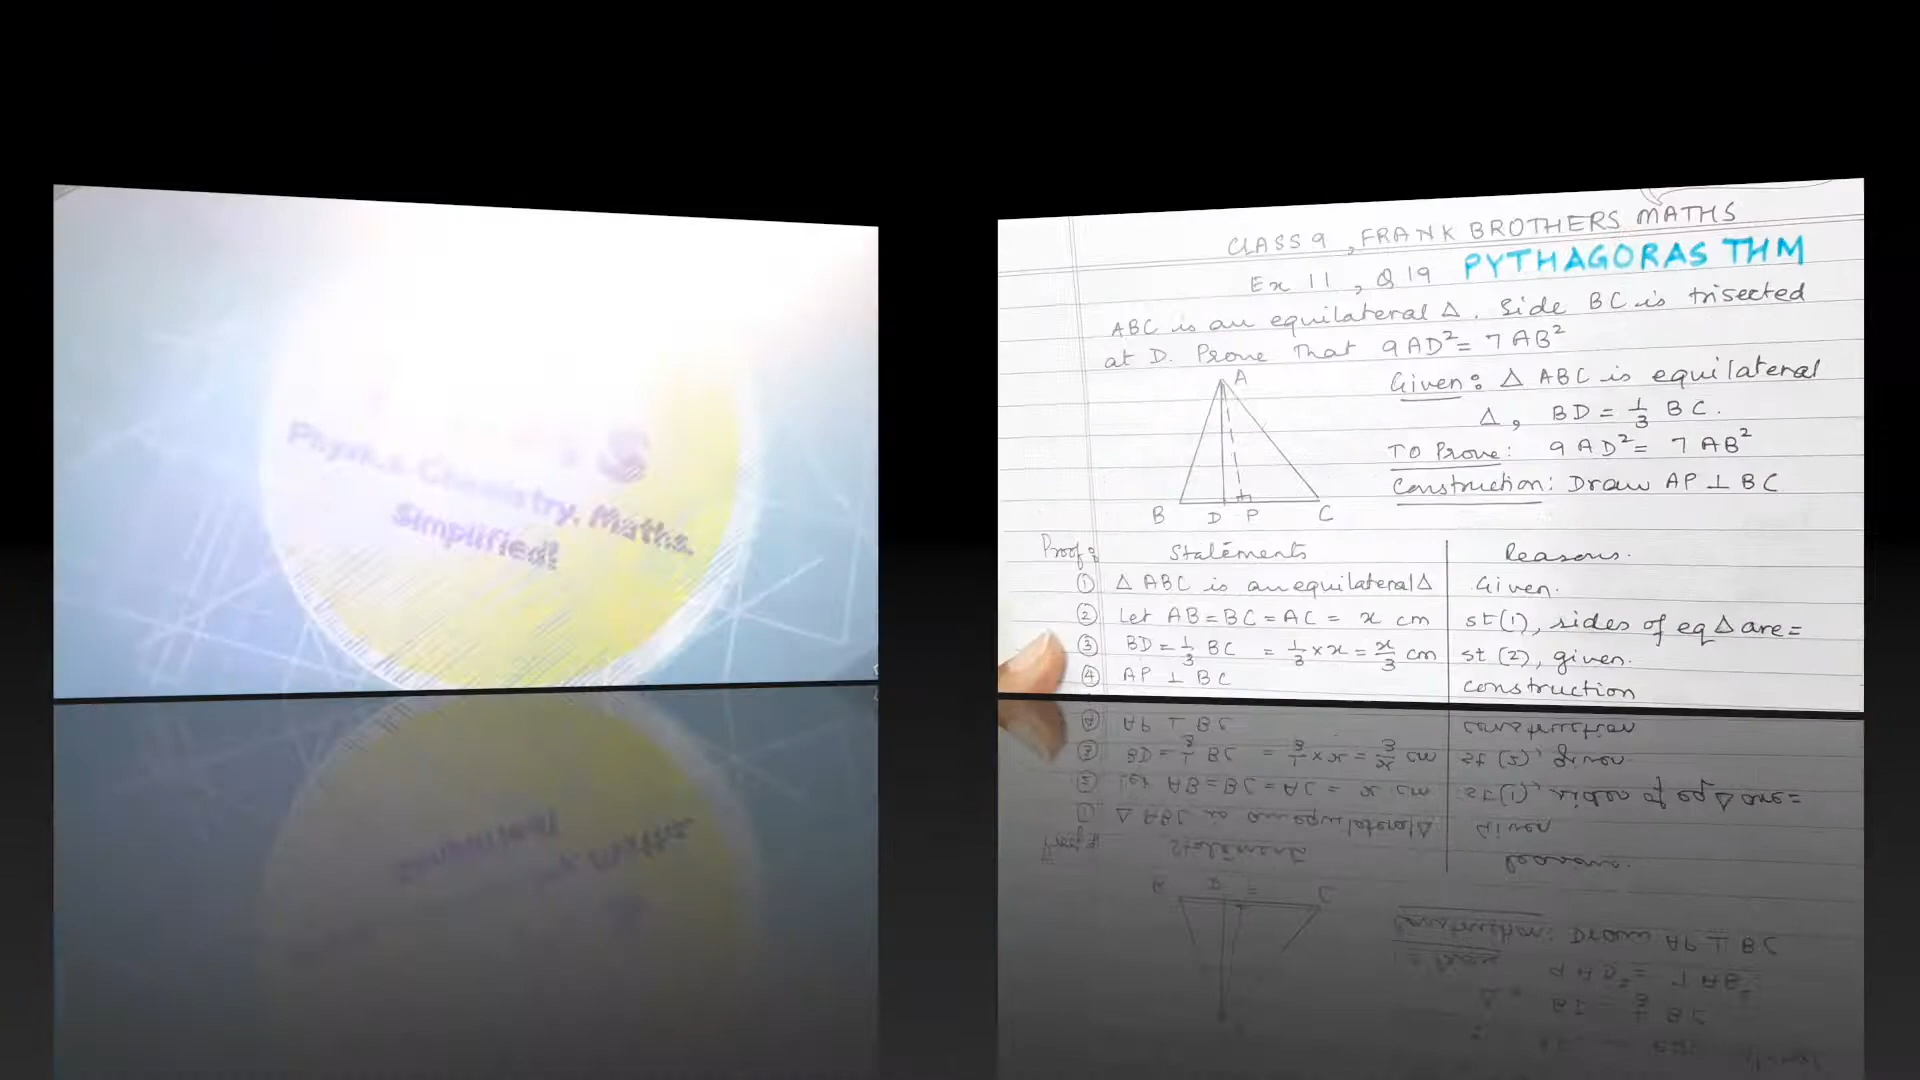 S
Physics, Chemistry, Maths.
Simplified!
CLASS 9, FRANK BROTHERS MATHS
Ex 11, Q 19 PYTHAGORAS THM
ABC is an equilateral Δ. Side BC is trisected
at D. Prove that 9AD² = 7AB²
A
B D P C
Given: Δ ABC is equilateral
Δ, BD = 1/3 BC.
To Prove: 9AD² = 7AB²
Construction: Draw AP ⊥ BC
Proof: Statements Reasons.
① Δ ABC is an equilateral Δ Given.
② Let AB = BC = AC = x cm st(1), sides of eq Δ are =
③ BD = 1/3 BC = 1/3 × x = x/3 cm st(2), given.
④ AP ⊥ BC construction